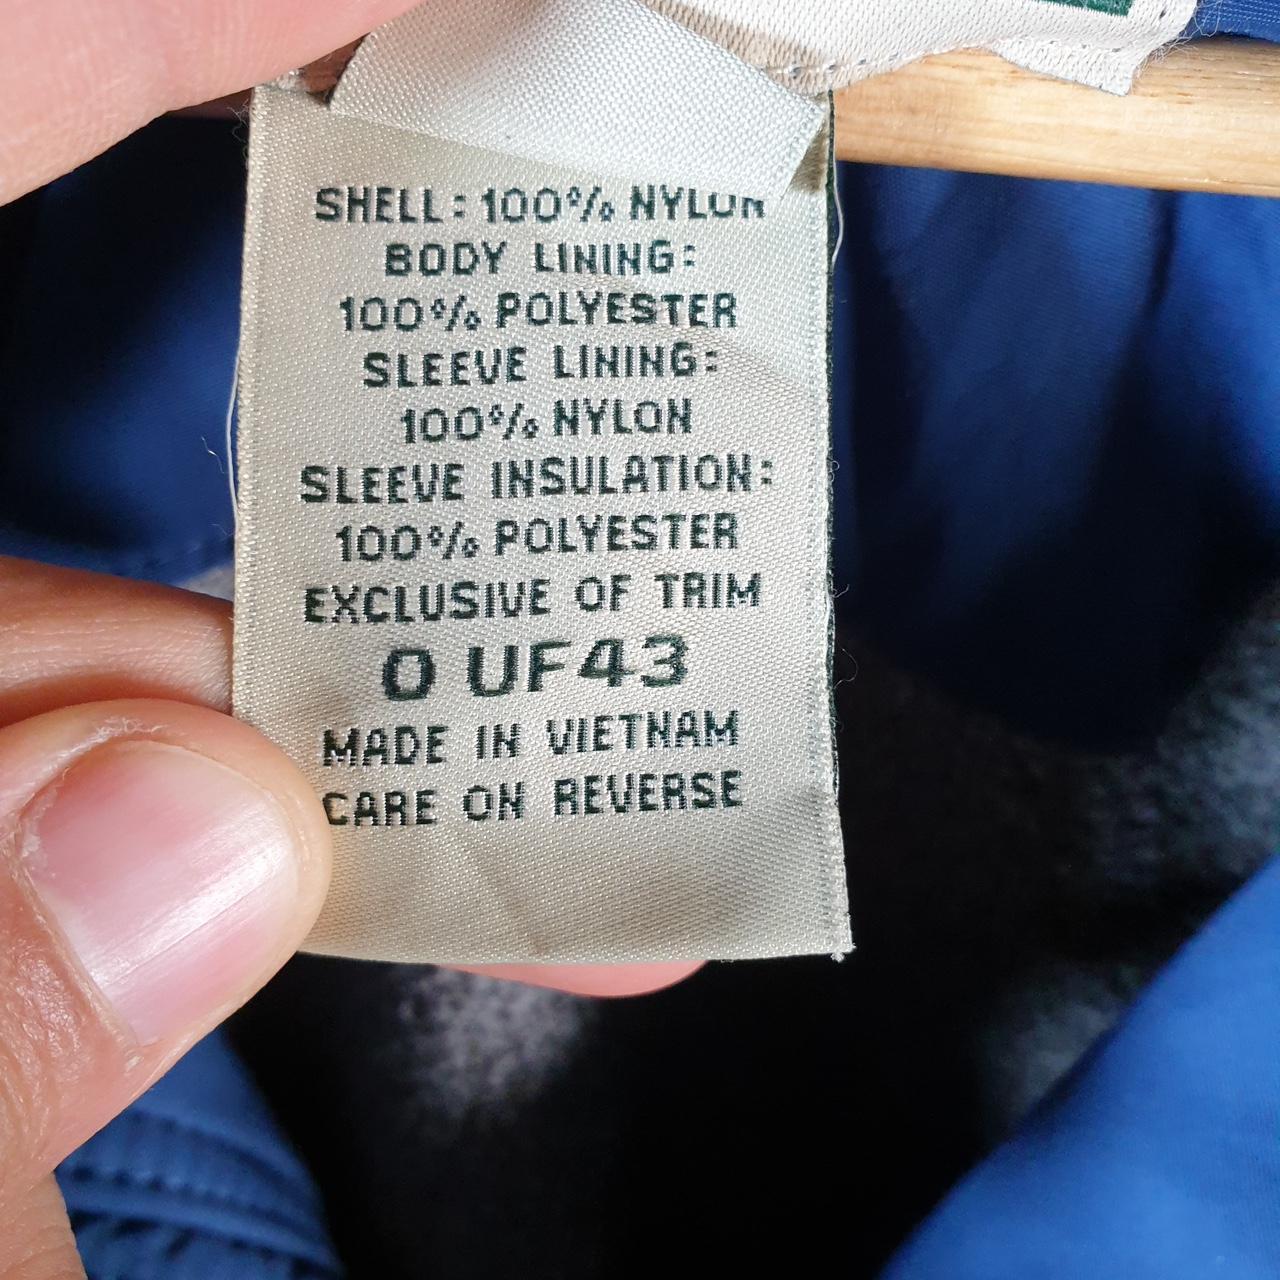 SHELL: 100% NYLON
BODY LINING:
100% POLYESTER
SLEEVE LINING:
100% NYLON
SLEEVE INSULATION:
100% POLYESTER
EXCLUSIVE OF TRIM
0 UF43
MADE IN VIETNAM
CARE ON REVERSE